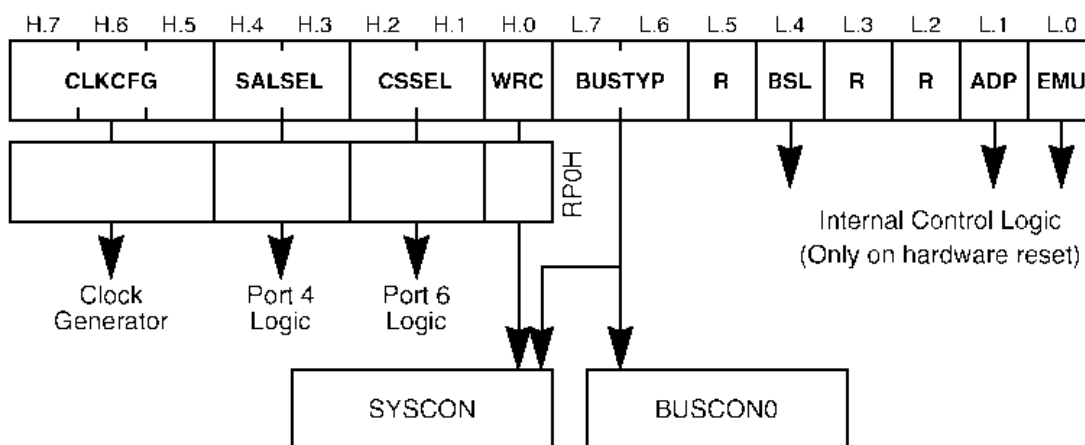 H.7 H.6 H.5 H.4 H.3 H.2 H.1 H.0 L.7 L.6 L.5 L.4 L.3 L.2 L.1 L.0
CLKCFG SALSEL CSSEL WRC BUSTYP R BSL R R ADP EMU
RP0H
Internal Control Logic
(Only on hardware reset)
Clock Port 4 Port 6
Generator Logic Logic
SYSCON BUSCON0